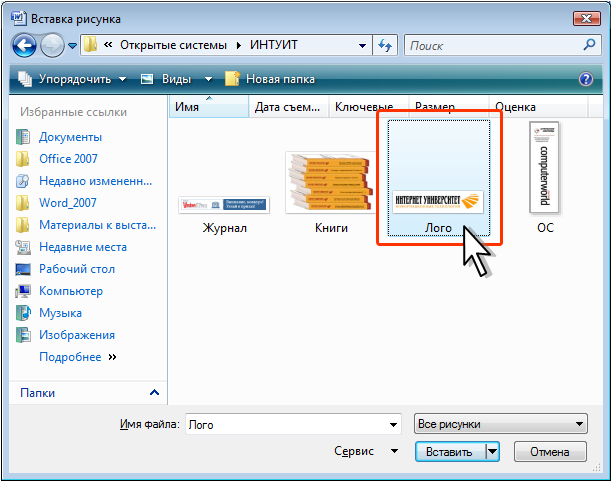 Вставка рисунка
« Открытые системы ▸ ИНТУИТ
Поиск
Упорядочить Виды Новая папка
Избранные ссылки
Имя Дата съем... Ключевые Размер Оценка
Документы
Office 2007
Недавно измененн...
Word_2007
Материалы к выста...
Недавние места
Рабочий стол
Компьютер
Музыка
Изображения
Подробнее »
Папки
ИНТЕРНЕТ УНИВЕРСИТЕТ
computerworld
Журнал Книги Лого ОС
Имя файла: Лого Все рисунки
Сервис Вставить Отмена